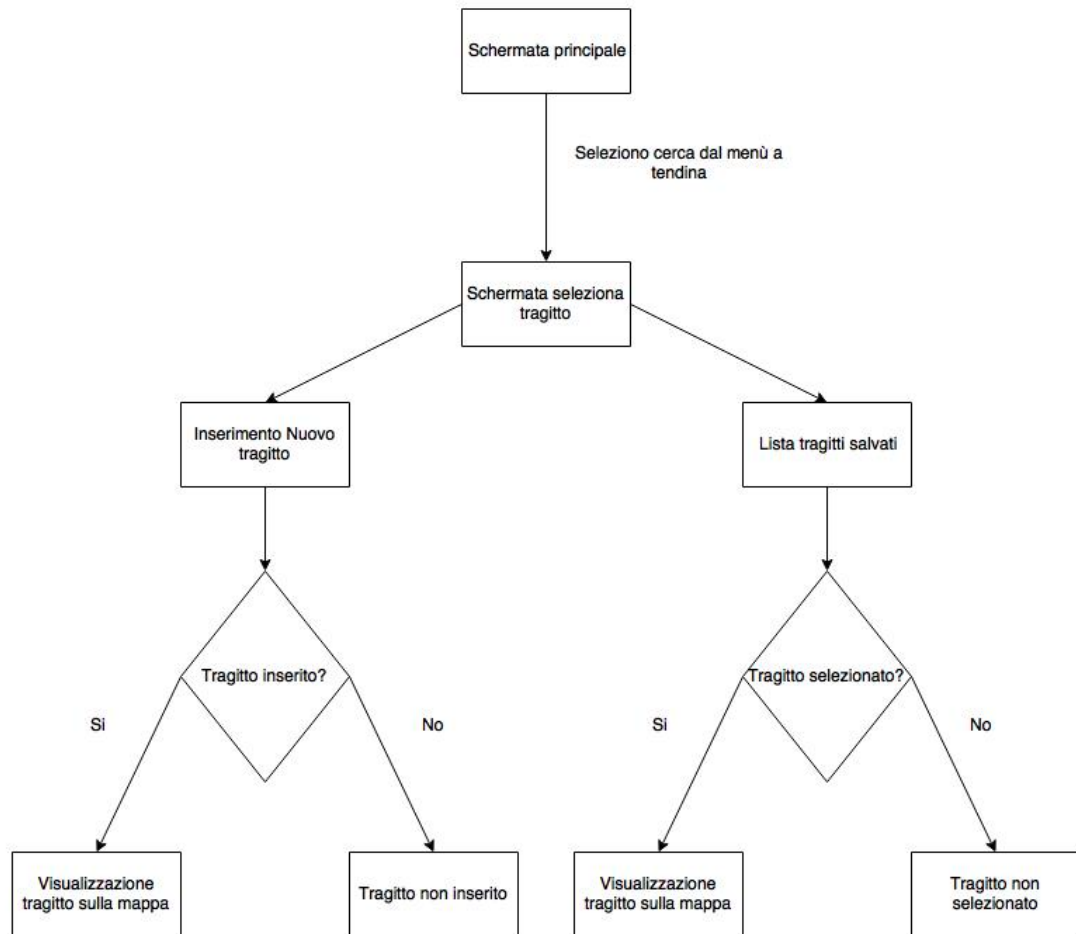 Schermata principale
Seleziono cerca dal menù a
tendina
Schermata seleziona
tragitto
Inserimento Nuovo
tragitto
Lista tragitti salvati
Tragitto inserito?
Tragitto selezionato?
Si
No
Si
No
Visualizzazione
tragitto sulla mappa
Tragitto non inserito
Visualizzazione
tragitto sulla mappa
Tragitto non
selezionato